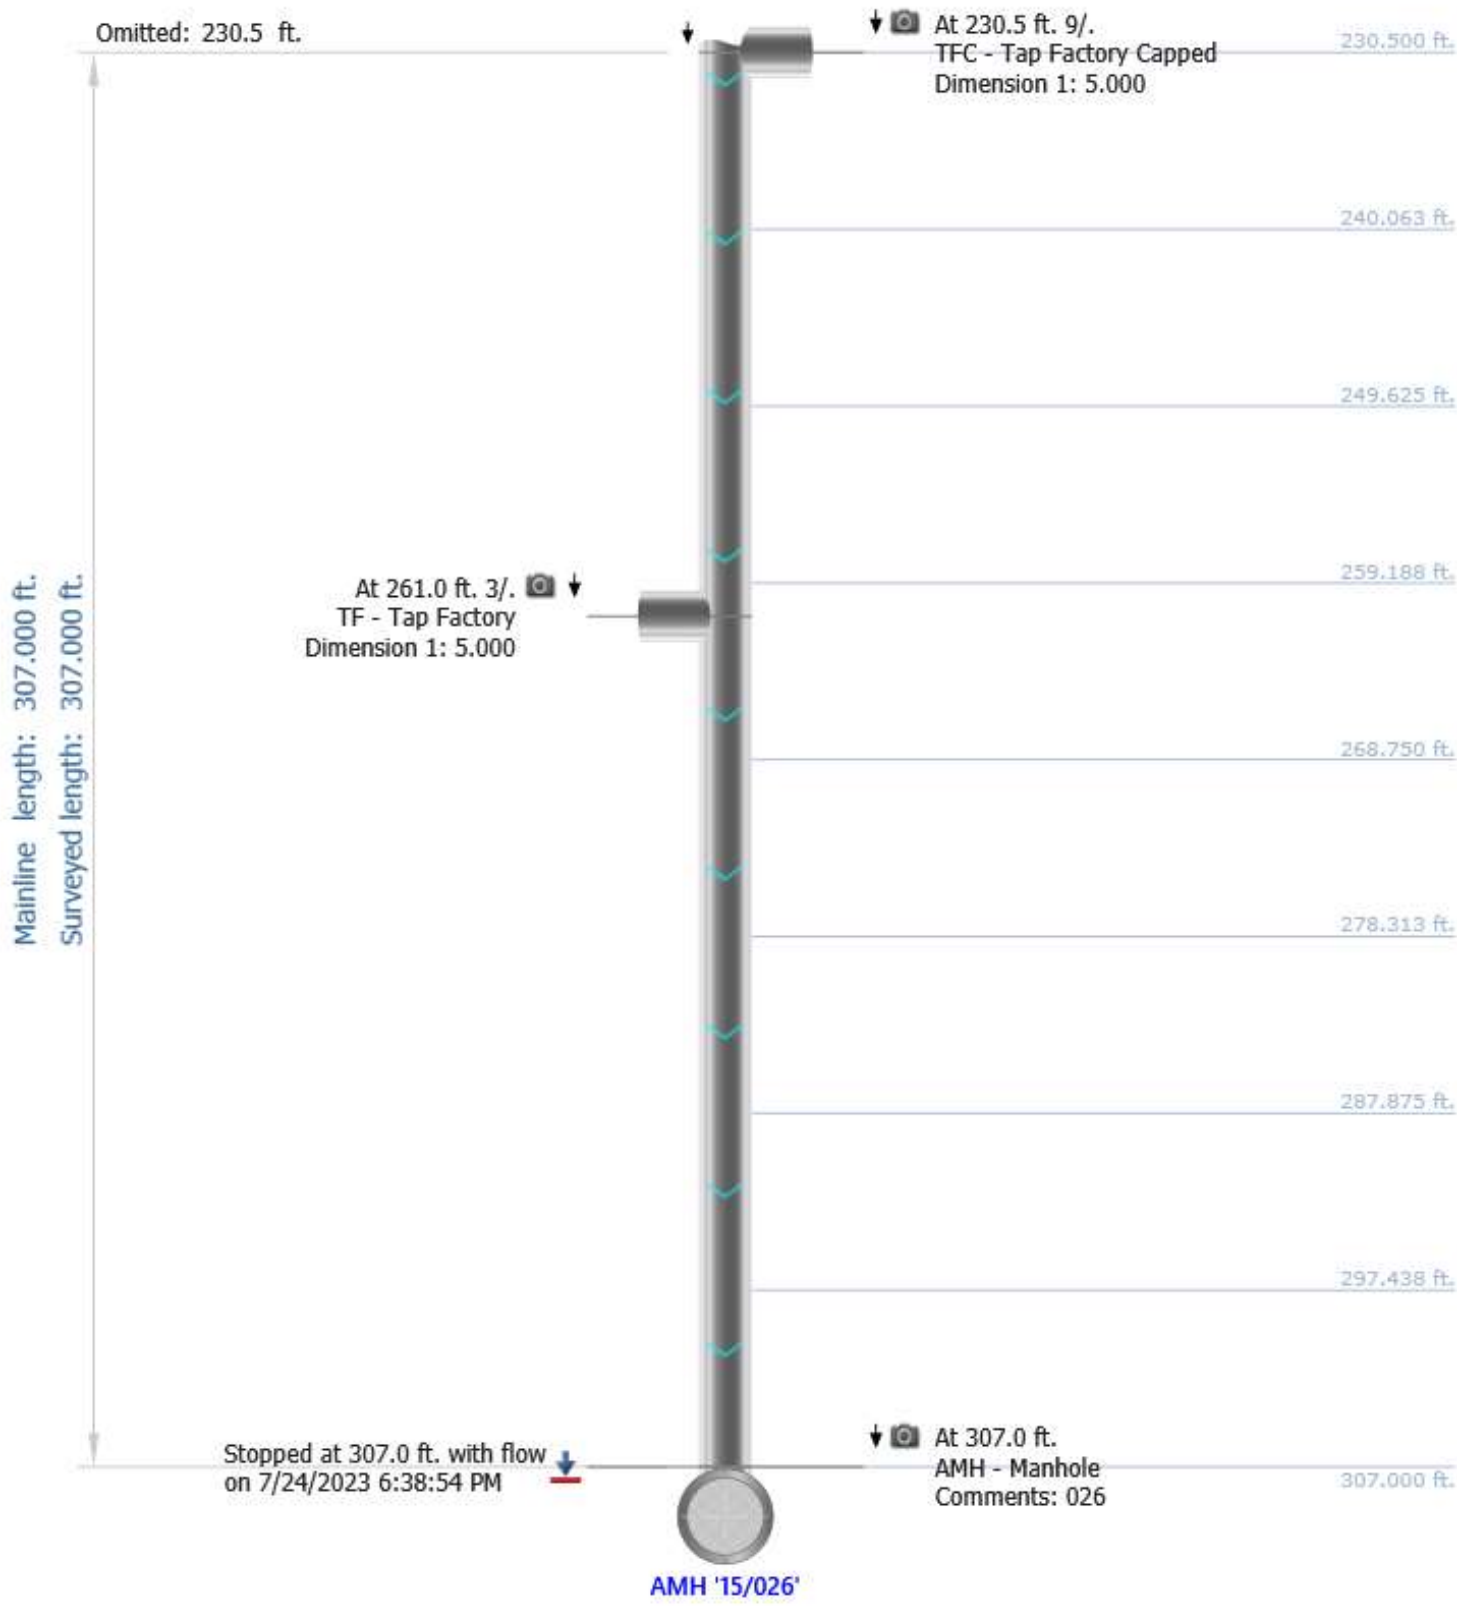 Omitted: 230.5 ft.
At 230.5 ft. 9/.
TFC - Tap Factory Capped
Dimension 1: 5.000
230.500 ft.
240.063 ft.
249.625 ft.
259.188 ft.
At 261.0 ft. 3/.
TF - Tap Factory
Dimension 1: 5.000
Mainline length: 307.000 ft.
Surveyed length: 307.000 ft.
268.750 ft.
278.313 ft.
287.875 ft.
297.438 ft.
Stopped at 307.0 ft. with flow
on 7/24/2023 6:38:54 PM
At 307.0 ft.
AMH - Manhole
Comments: 026
307.000 ft.
AMH '15/026'